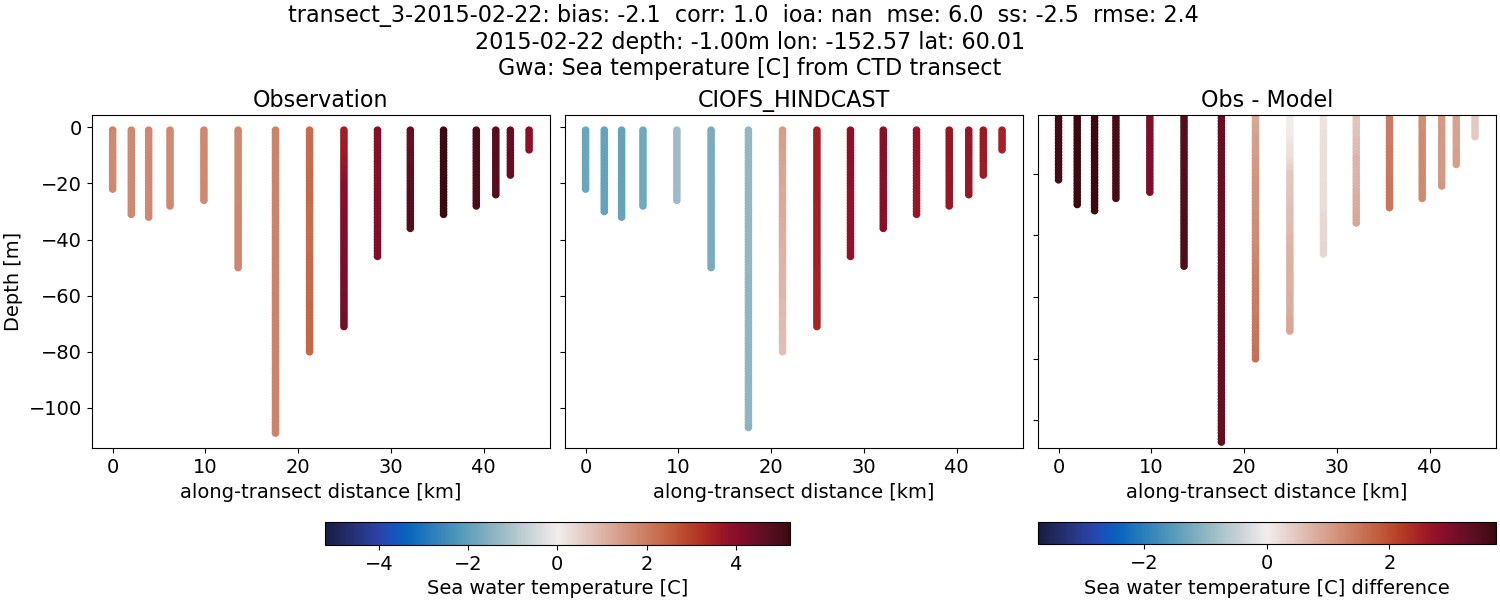 transect_3-2015-02-22: bias: -2.1  corr: 1.0  ioa: nan  mse: 6.0  ss: -2.5  rmse: 2.4
2015-02-22 depth: -1.00m lon: -152.57 lat: 60.01
Gwa: Sea temperature [C] from CTD transect
Observation
CIOFS_HINDCAST
Obs - Model
Depth [m]
0
−20
−40
−60
−80
−100
0 10 20 30 40
0 10 20 30 40
0 10 20 30 40
along-transect distance [km]
along-transect distance [km]
along-transect distance [km]
−4 −2 0 2 4
Sea water temperature [C]
−2 0 2
Sea water temperature [C] difference